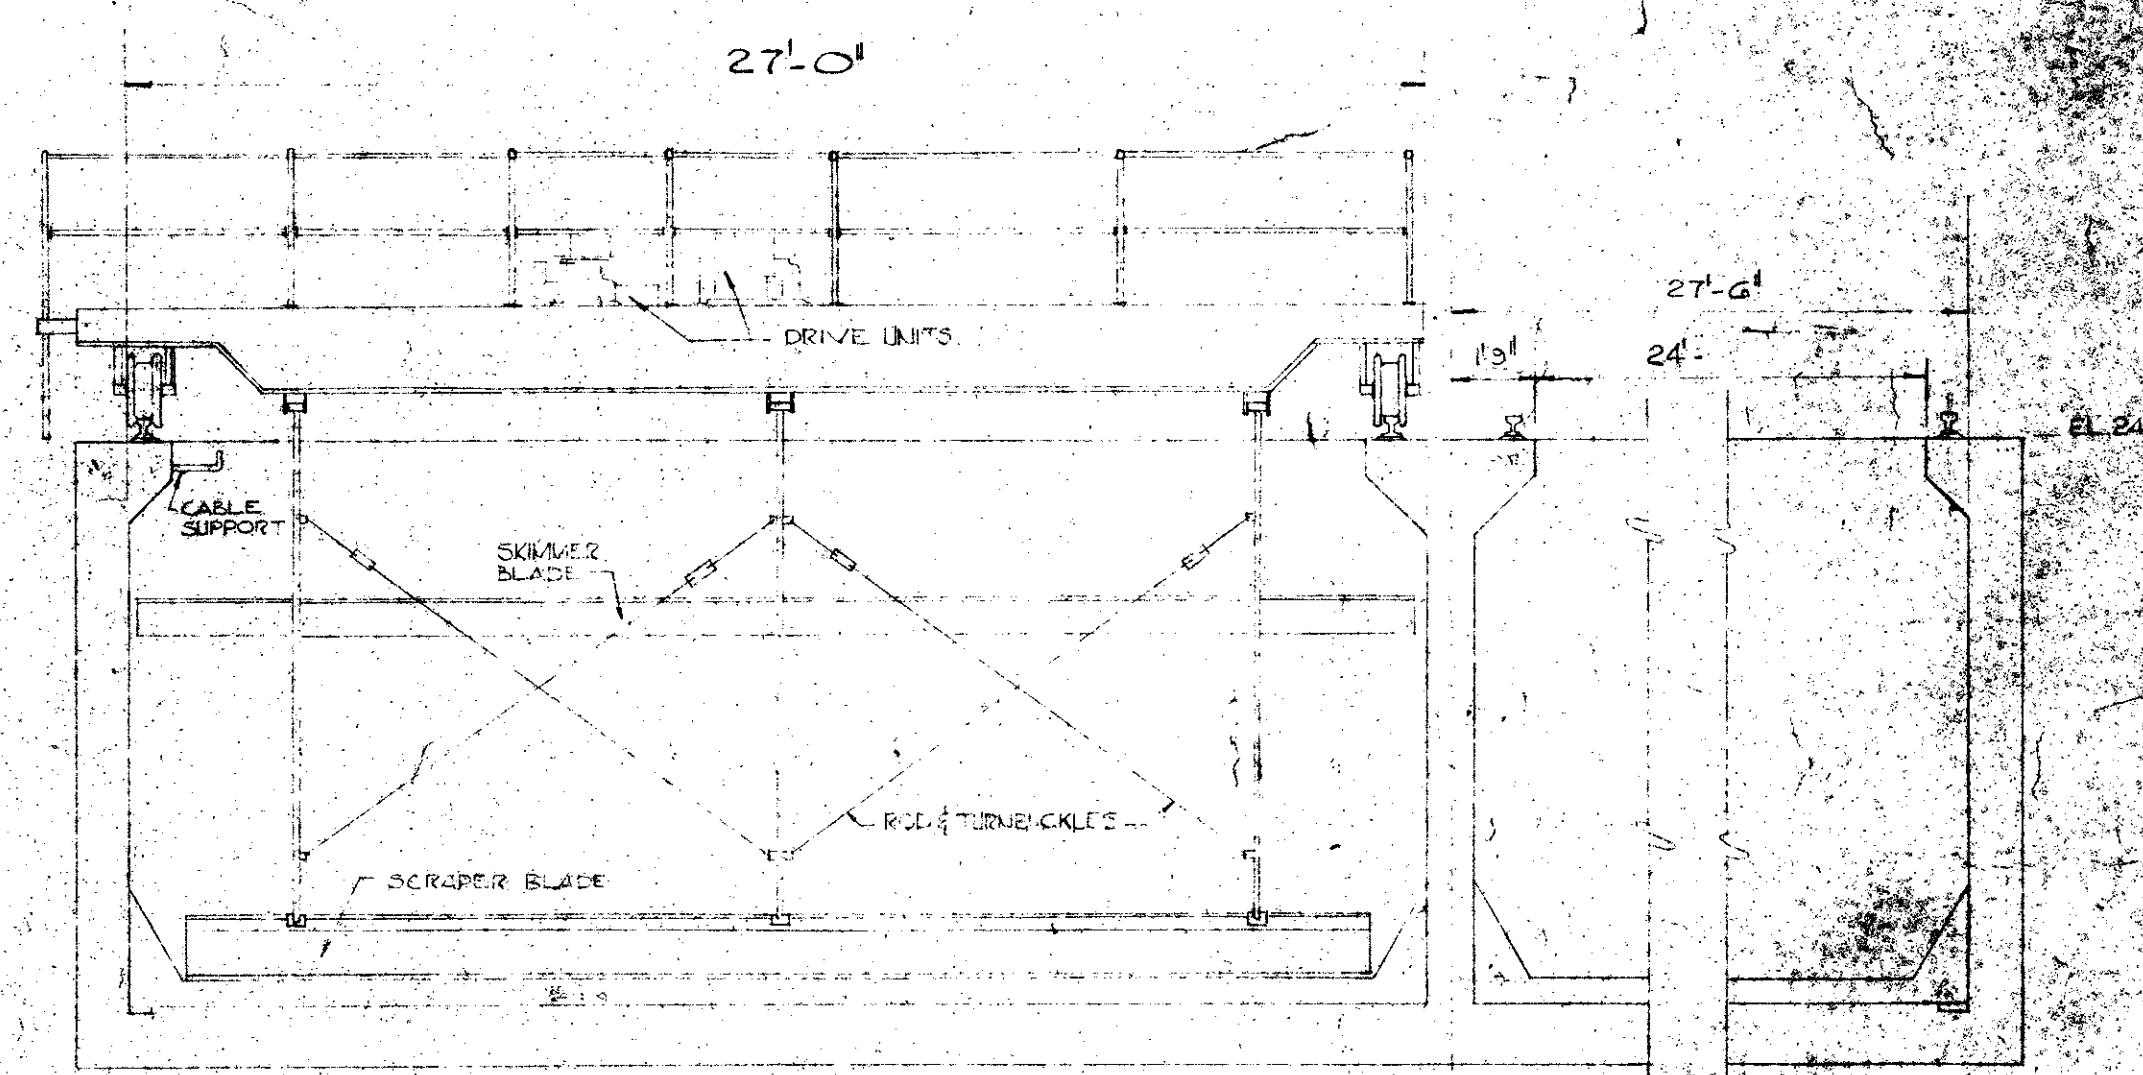 27'-0"
27'-6"
DRIVE UNITS
1'9"
24'-
EL. 24
CABLE
SUPPORT
SKIMMER
BLADE
ROD & TURNBUCKLES
SCRAPER BLADE